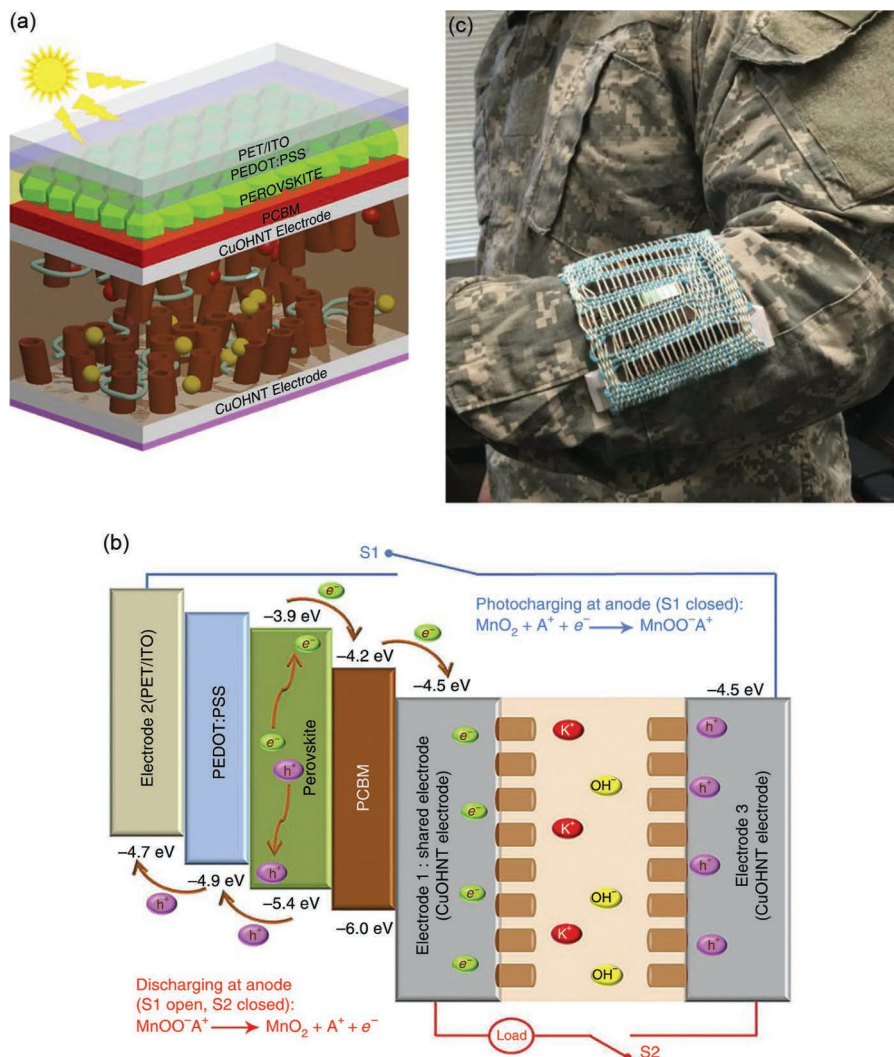 (a)
PET/ITO
PEDOT:PSS
PEROVSKITE
PCBM
CuOHNT Electrode
CuOHNT Electrode
(c)
(b)
S1
Photocharging at anode (S1 closed):
MnO₂ + A⁺ + e⁻ → MnOO⁻A⁺
e⁻
e⁻
–3.9 eV
–4.2 eV
–4.5 eV
–4.5 eV
Electrode 2(PET/ITO)
PEDOT:PSS
Perovskite
PCBM
Electrode 1 : shared electrode
(CuOHNT electrode)
Electrode 3
(CuOHNT electrode)
e⁻
e⁻
h⁺
h⁺
e⁻
e⁻
e⁻
e⁻
K⁺
K⁺
K⁺
OH⁻
OH⁻
OH⁻
h⁺
h⁺
h⁺
h⁺
–4.7 eV
–4.9 eV
–5.4 eV
–6.0 eV
h⁺
h⁺
Discharging at anode
(S1 open, S2 closed):
MnOO⁻A⁺ → MnO₂ + A⁺ + e⁻
Load
S2